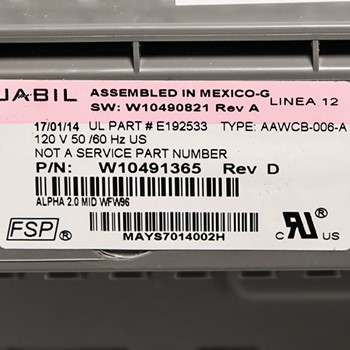 JABIL ASSEMBLED IN MEXICO-G
SW: W10490821 Rev A LINEA 12
17/01/14 UL PART # E192533 TYPE: AAWCB-006-A
120 V 50 /60 Hz US
NOT A SERVICE PART NUMBER
P/N: W10491365 Rev D
ALPHA 2.0 MID WFW96
FSP ®
MAYS7014002H
C RU ® US